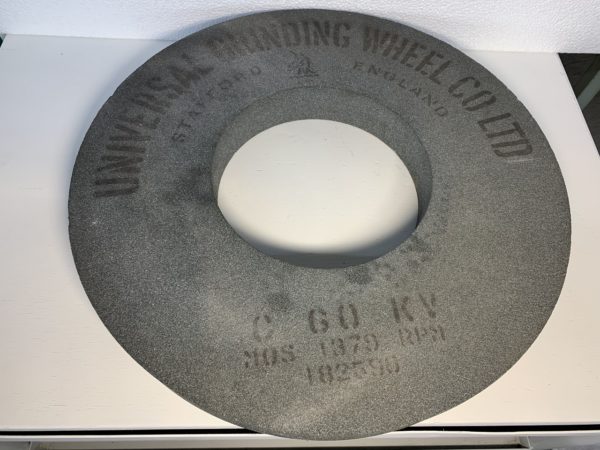 UNIVERSAL GRINDING WHEEL CO LTD
STAFFORD ENGLAND
C 60 KV
MOS 1379 RPM
182590